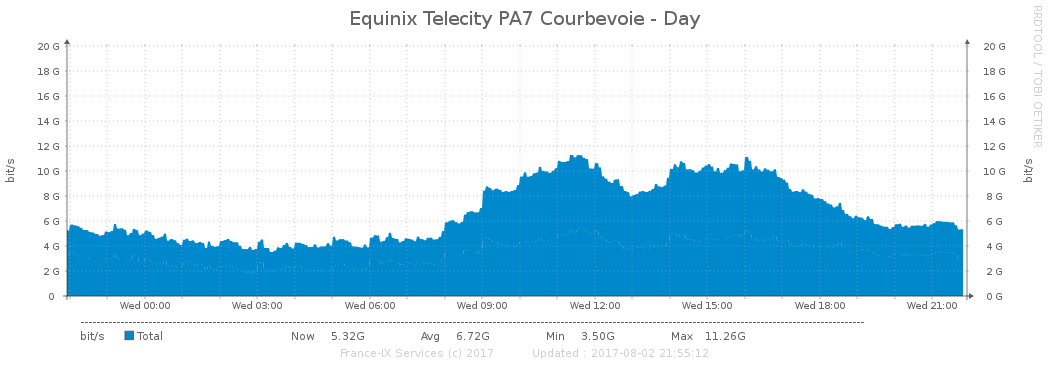 Equinix Telecity PA7 Courbevoie - Day
RRDTOOL / TOBI OETIKER
bit/s
20 G
18 G
16 G
14 G
12 G
10 G
8 G
6 G
4 G
2 G
0
20 G
18 G
16 G
14 G
12 G
10 G
8 G
6 G
4 G
2 G
0 G
bit/s
Wed 00:00 Wed 03:00 Wed 06:00 Wed 09:00 Wed 12:00 Wed 15:00 Wed 18:00 Wed 21:00
bit/s Total Now 5.32G Avg 6.72G Min 3.50G Max 11.26G
France-IX Services (c) 2017 Updated : 2017-08-02 21:55:12